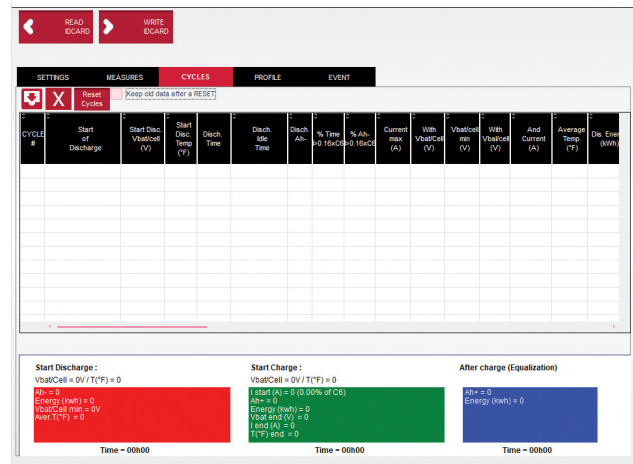 READ
IDCARD
WRITE
IDCARD
SETTINGS MEASURES CYCLES PROFILE EVENT
X Reset
Cycles
Keep old data after a RESET
CYCLE
#
Start
of
Discharge
Start Disc.
Vbat/cell
(V)
Start
Disc.
Temp
(°F)
Disch.
Time
Disch.
Idle
Time
Disch.
Ah-
% Time
>0.16xC6
% Ah-
>0.16xC6
Current
max
(A)
With
Vbat/Cell
(V)
Vbat/cell
min
(V)
With
Vbat/cell
(V)
And
Current
(A)
Average
Temp.
(°F)
Dis. Ener
(kWh)
Start Discharge :
Vbat/Cell = 0V / T(°F) = 0
Ah- = 0
Energy (kwh) = 0
Vbat/Cell min = 0V
Aver.T(°F) = 0
Time = 00h00
Start Charge :
Vbat/Cell = 0V / T(°F) = 0
I start (A) = 0 (0.00% of C6)
Ah+ = 0
Energy (kwh) = 0
Vbat end (V) = 0
I end (A) = 0
T(°F) end = 0
Time = 00h00
After charge (Equalization)
Ah+ = 0
Energy (kwh) = 0
Time = 00h00